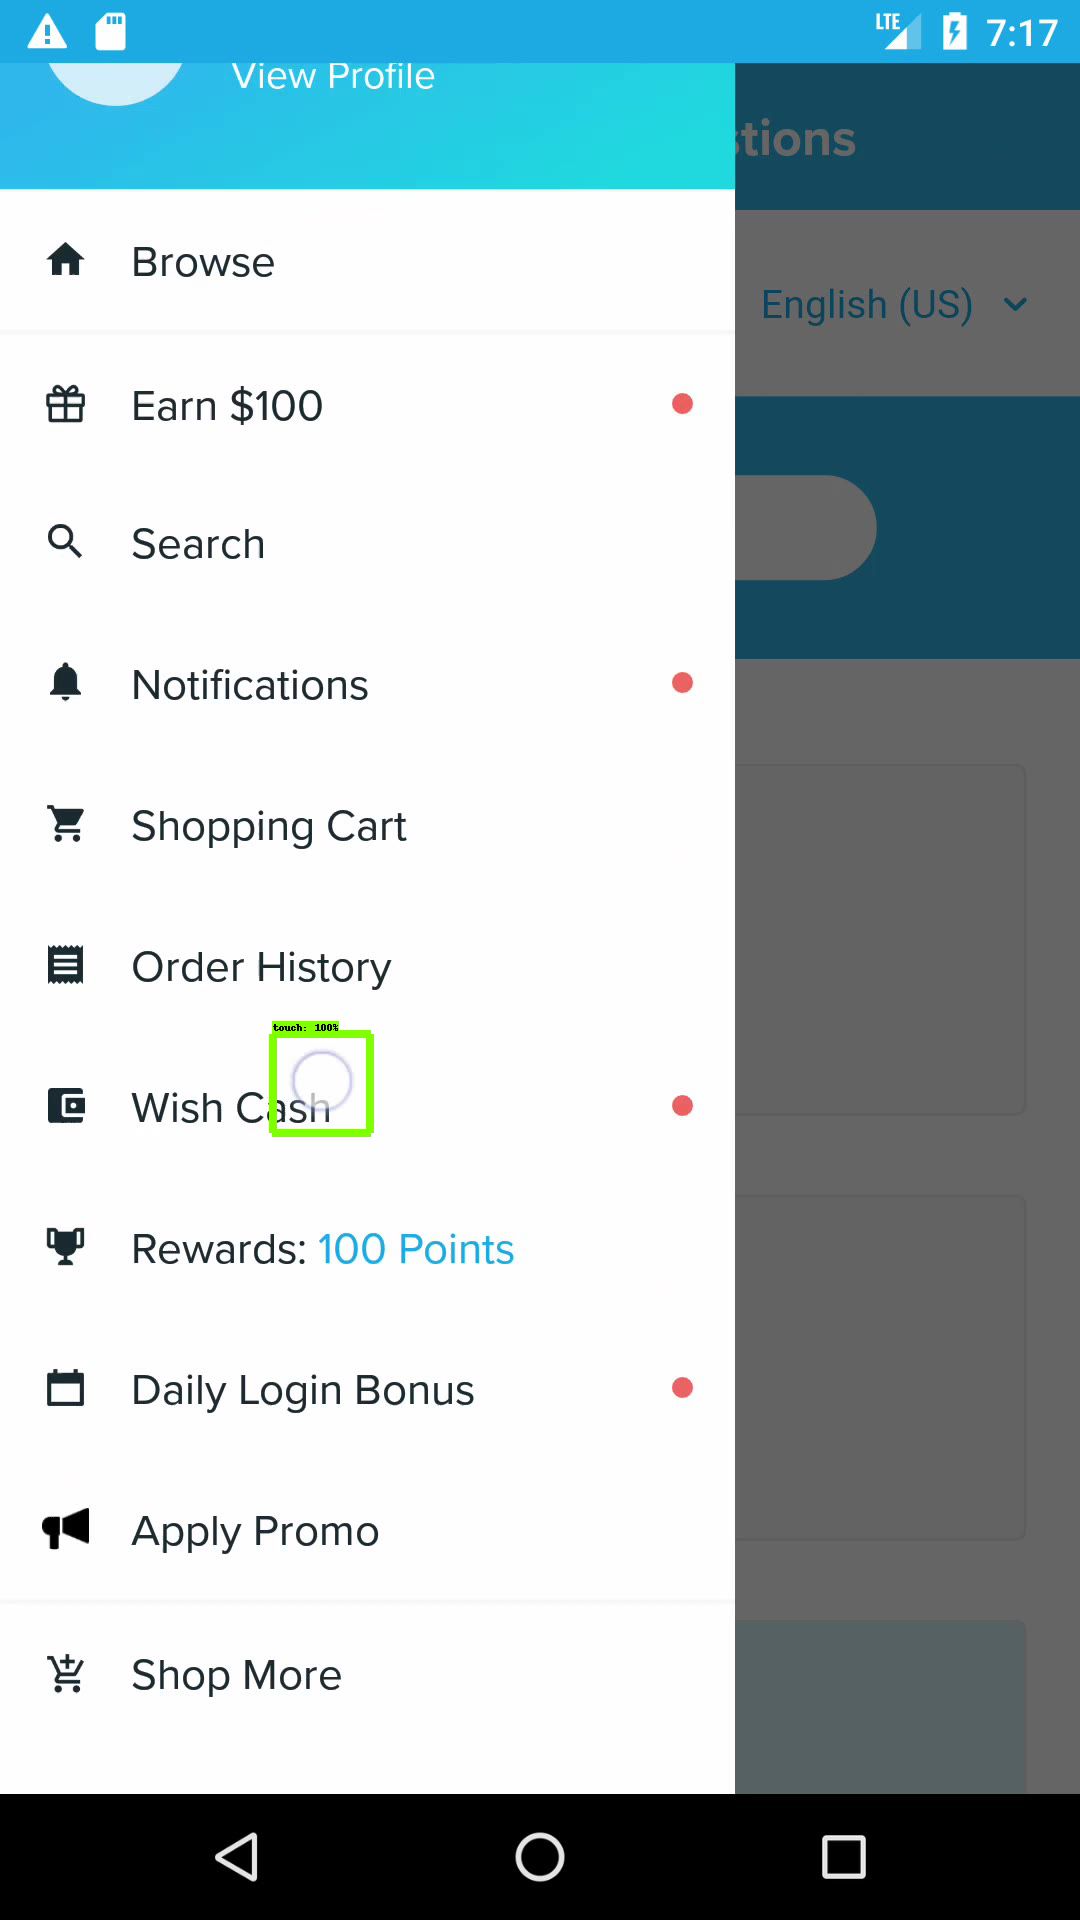 LTE 7:17
View Profile
stions
Browse
English (US)
Earn $100
Search
Notifications
Shopping Cart
Order History
touch: 100%
Wish Cash
Rewards: 100 Points
Daily Login Bonus
Apply Promo
Shop More